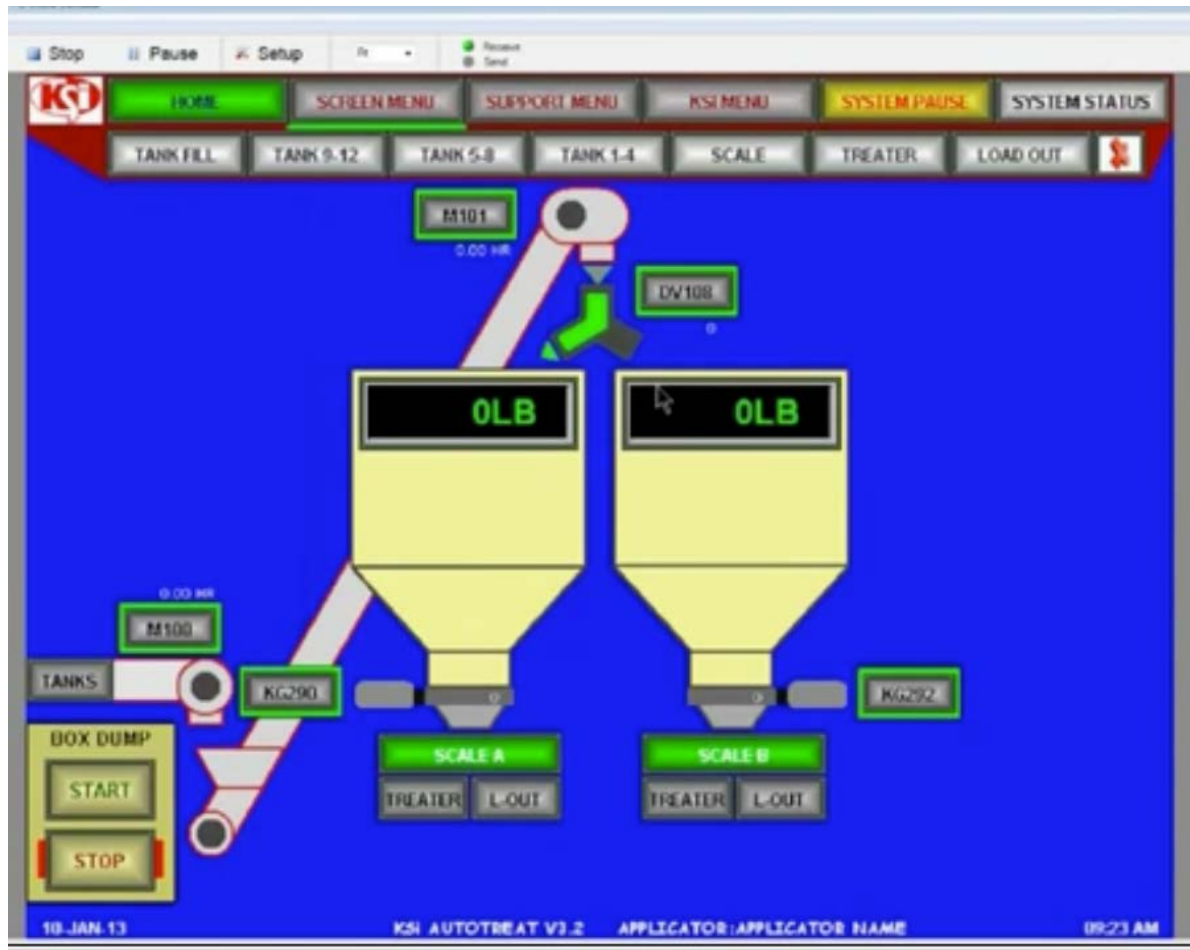 Stop Pause Setup Receive
Send
KSi HOME SCREEN MENU SUPPORT MENU KSI MENU SYSTEM PAUSE SYSTEM STATUS
TANK FILL TANK 9-12 TANK 5-8 TANK 1-4 SCALE TREATER LOAD OUT
M101
0.00 HR
DV108
0
0LB 0LB
0.00 HR
M100
TANKS
KG290 KG292
BOX DUMP
START
STOP
SCALE A SCALE B
TREATER L-OUT TREATER L-OUT
10-JAN-13 KSi AUTOTREAT V3.2 APPLICATOR:APPLICATOR NAME 09:23 AM